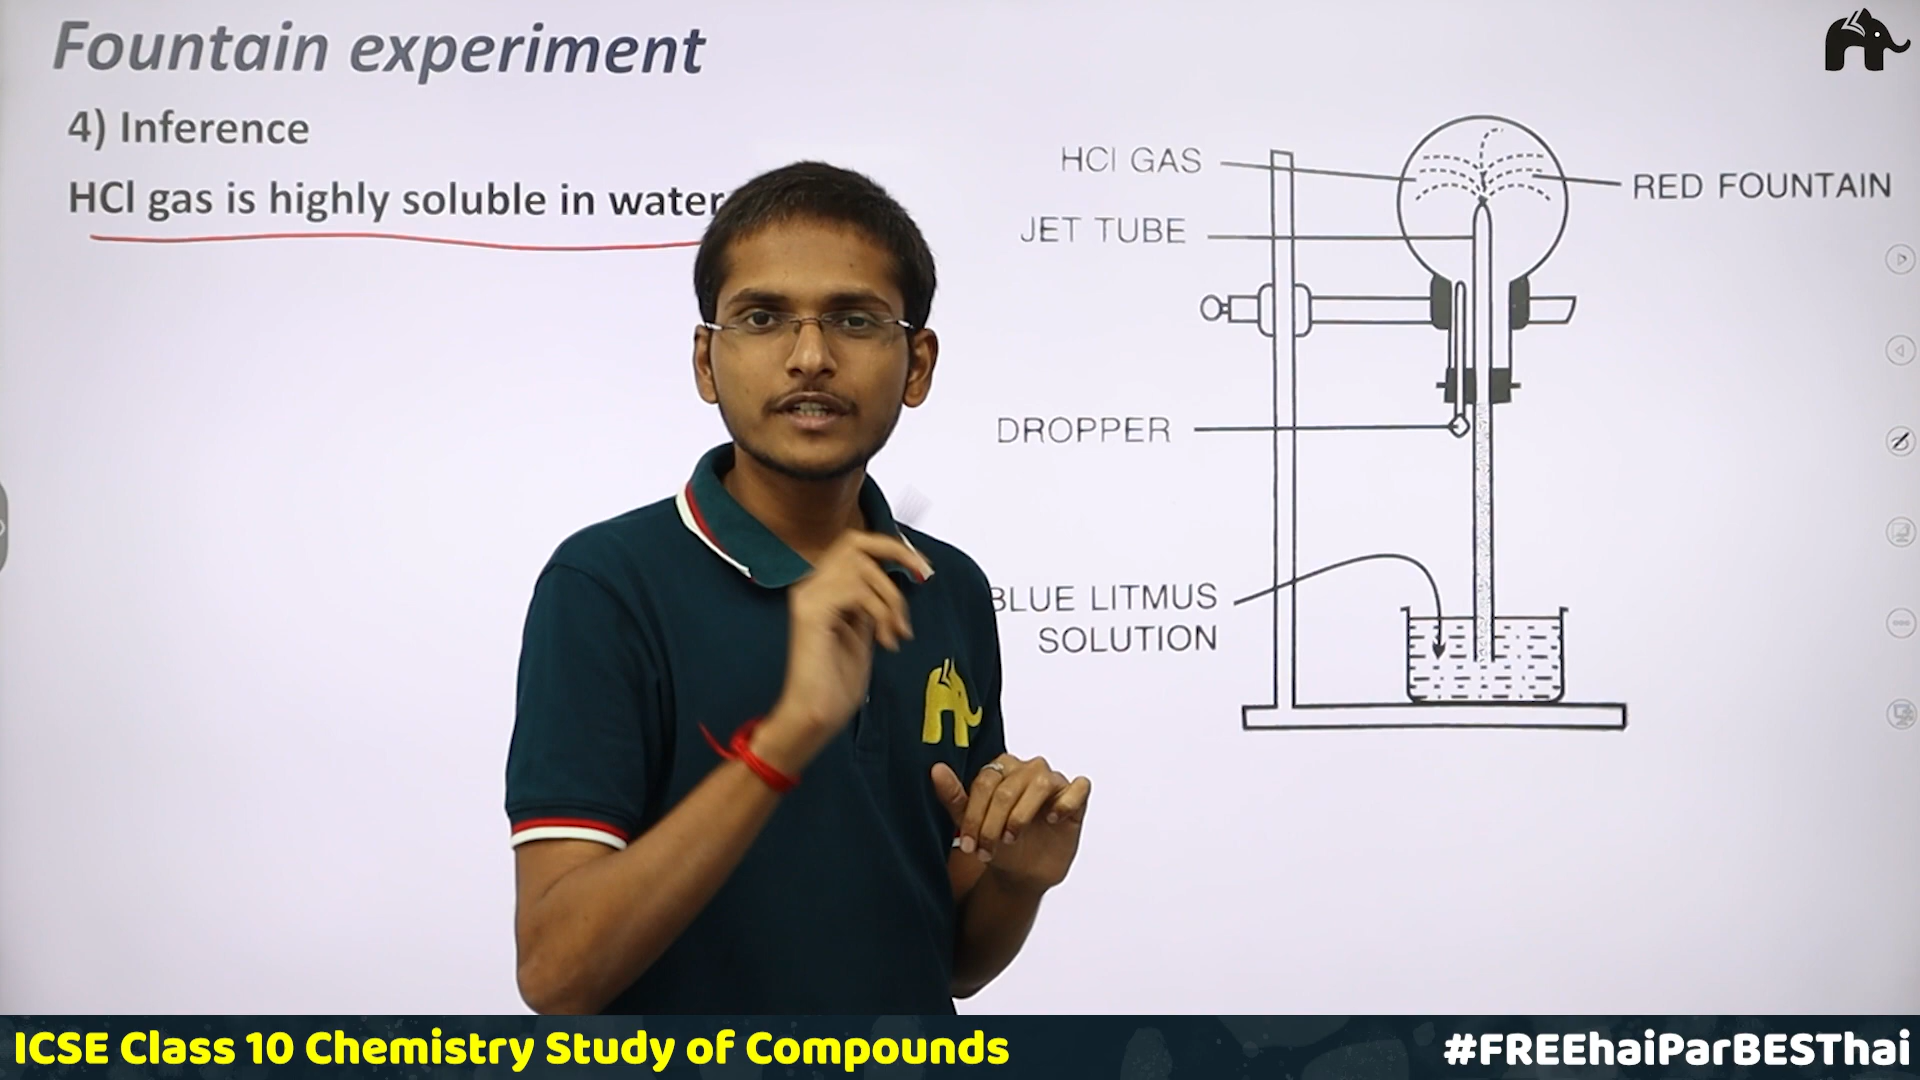 Fountain experiment
4) Inference
HCl gas is highly soluble in water
HCl GAS
RED FOUNTAIN
JET TUBE
DROPPER
BLUE LITMUS
SOLUTION
ICSE Class 10 Chemistry Study of Compounds
#FREEhaiParBESThai